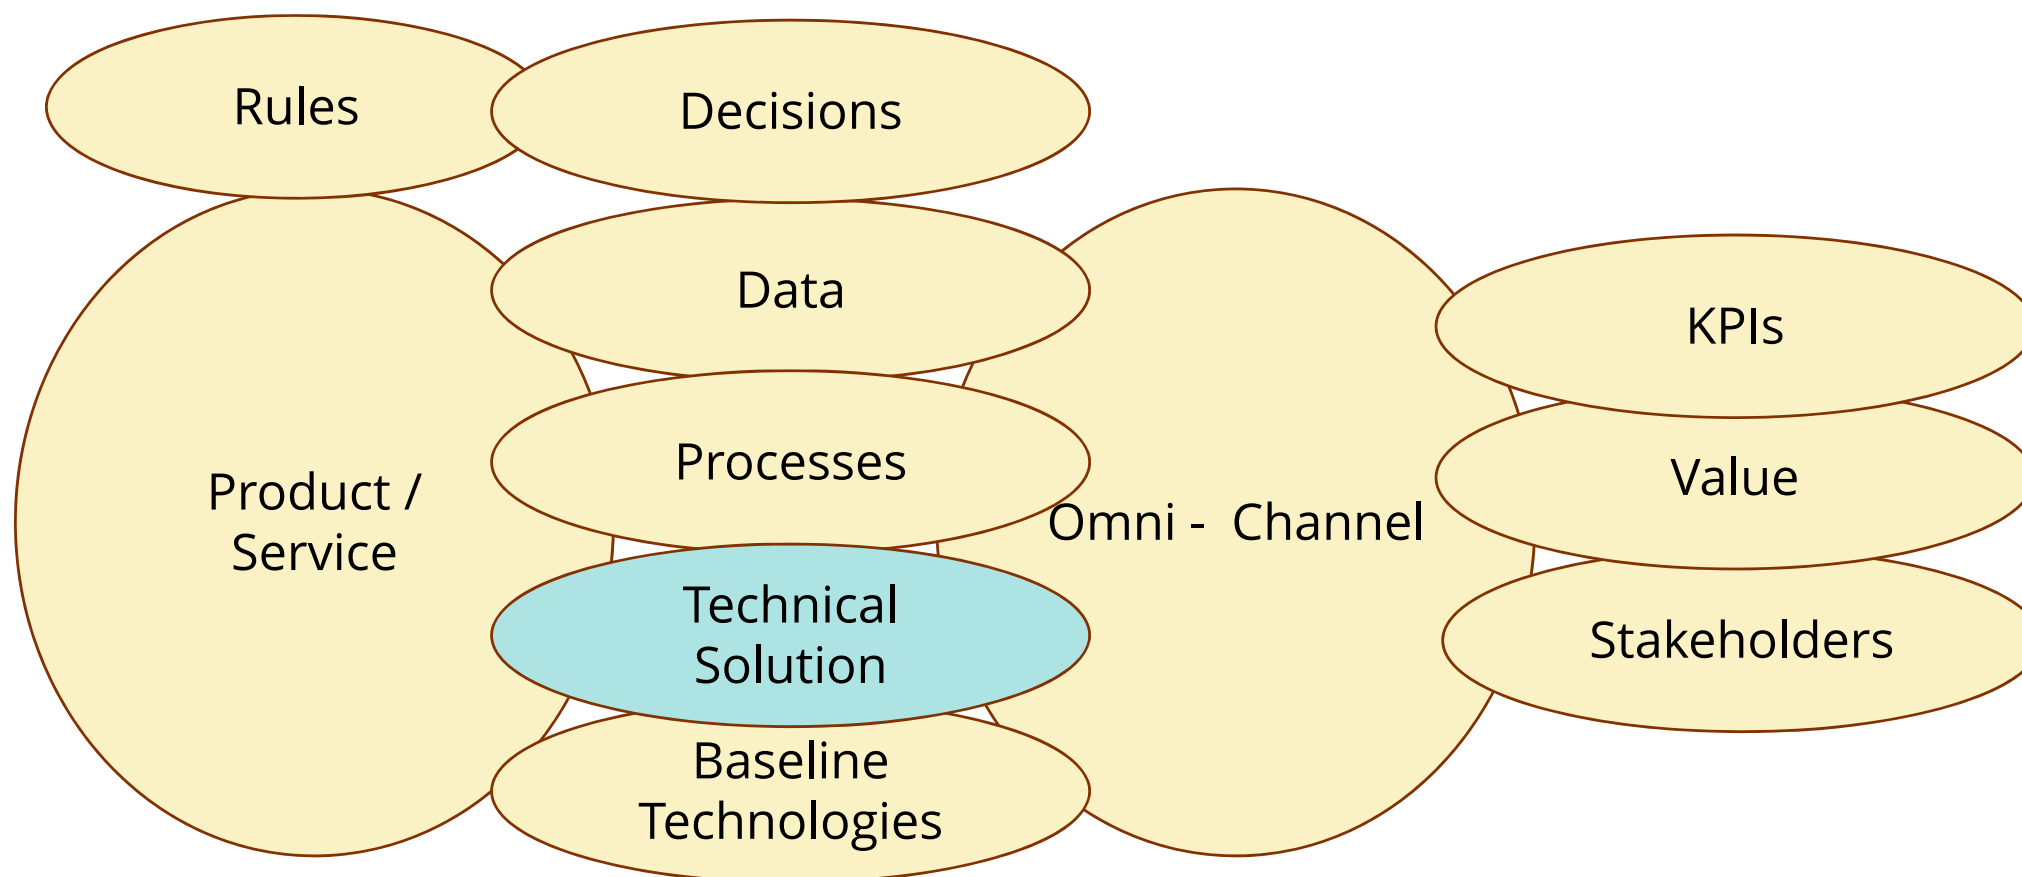 Rules
Decisions
Data
KPIs
Processes
Value
Product /
Service
Omni -  Channel
Technical
Solution
Stakeholders
Baseline
Technologies